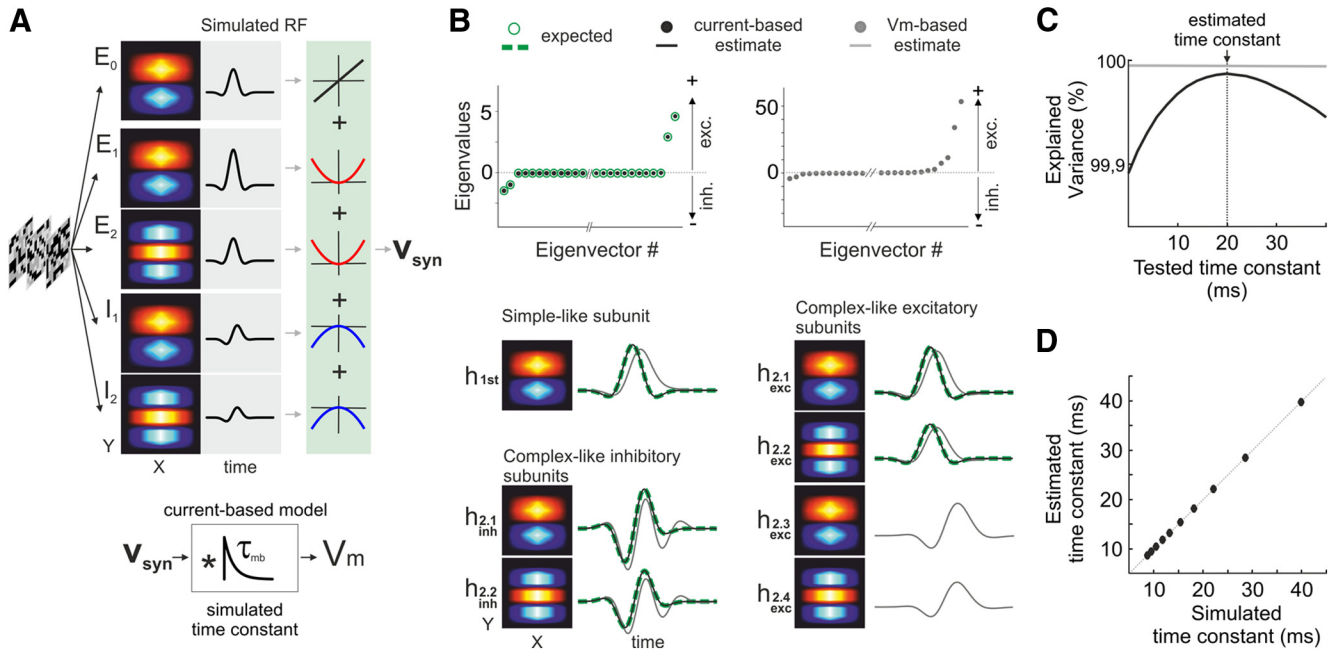 A
Simulated RF
E0
E1
E2
I1
I2
Y
X
time
+
+
+
+
vsyn
current-based model
vsyn
*
τmb
Vm
simulated
time constant
B
expected
current-based
estimate
Vm-based
estimate
Eigenvalues
5
0
+
exc.
inh.
-
Eigenvector #
50
0
+
exc.
inh.
-
Eigenvector #
Simple-like subunit
h1st
Complex-like inhibitory
subunits
h2.1
inh
h2.2
inh
Y
X
time
Complex-like excitatory
subunits
h2.1
exc
h2.2
exc
h2.3
exc
h2.4
exc
C
estimated
time constant
Explained
Variance (%)
100
99,9
10
20
30
Tested time constant
(ms)
D
Estimated
time constant (ms)
40
30
20
10
10
20
30
40
Simulated
time constant (ms)